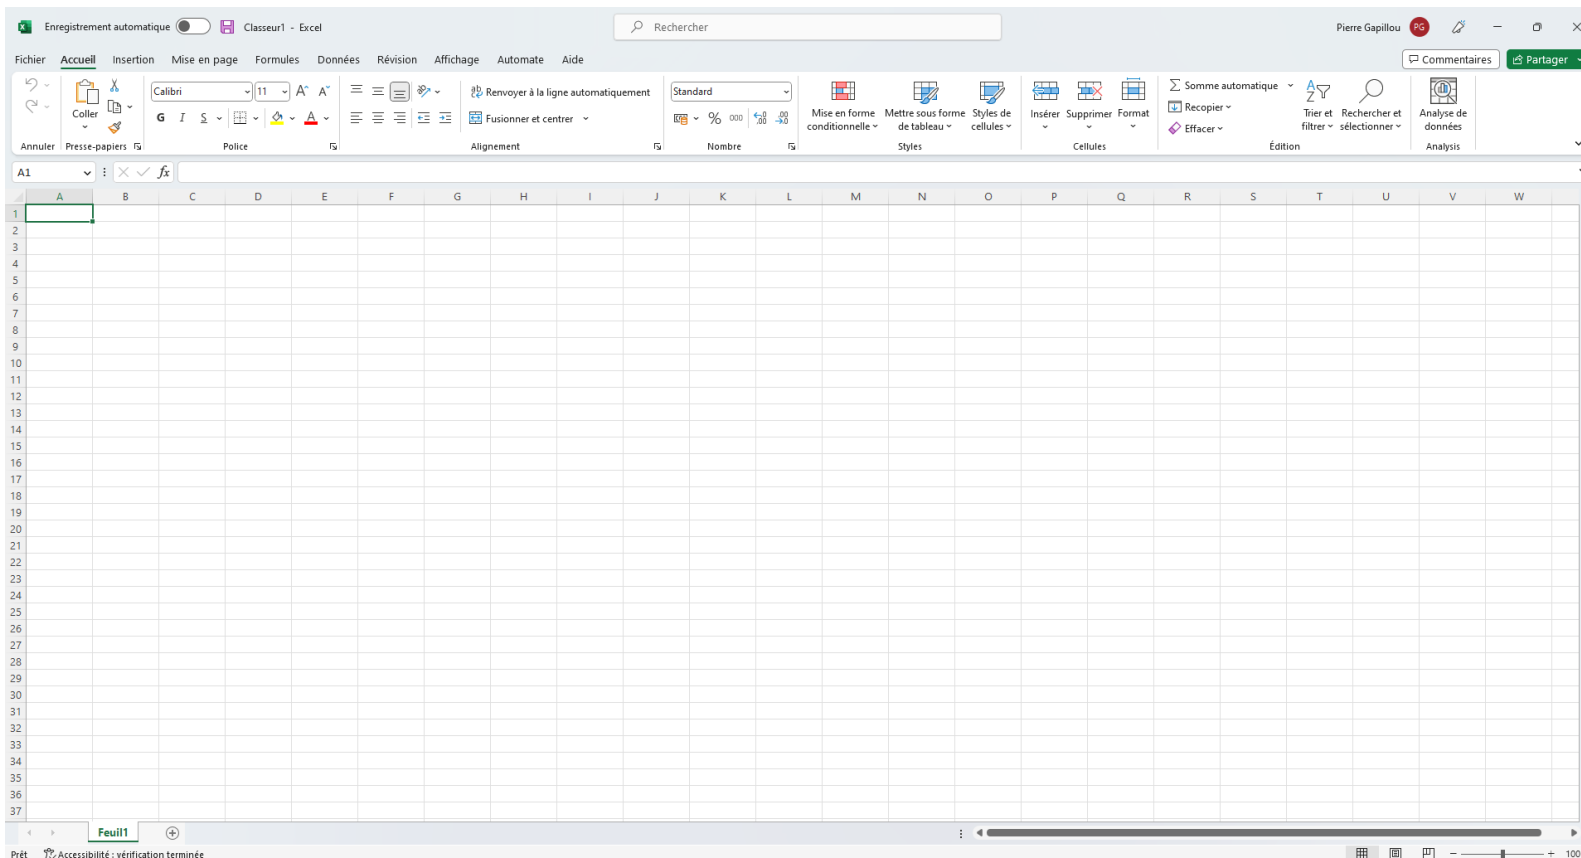 Enregistrement automatique Classeur1 - Excel Rechercher Pierre Gapillou PG
Fichier Accueil Insertion Mise en page Formules Données Révision Affichage Automate Aide Commentaires Partager
Calibri 11 Renvoyer à la ligne automatiquement Standard Somme automatique
Coller Recopier
G I S A Fusionner et centrer % 000 Effacer
Mise en forme conditionnelle
Mettre sous forme de tableau
Styles de cellules
Insérer Supprimer Format
Trier et filtrer
Rechercher et sélectionner
Analyse de données
Annuler Presse-papiers Police Alignement Nombre Styles Cellules Édition Analysis
A1 fx
A B C D E F G H I J K L M N O P Q R S T U V W
1
2
3
4
5
6
7
8
9
10
11
12
13
14
15
16
17
18
19
20
21
22
23
24
25
26
27
28
29
30
31
32
33
34
35
36
37
Feuil1
Prêt Accessibilité : vérification terminée 100